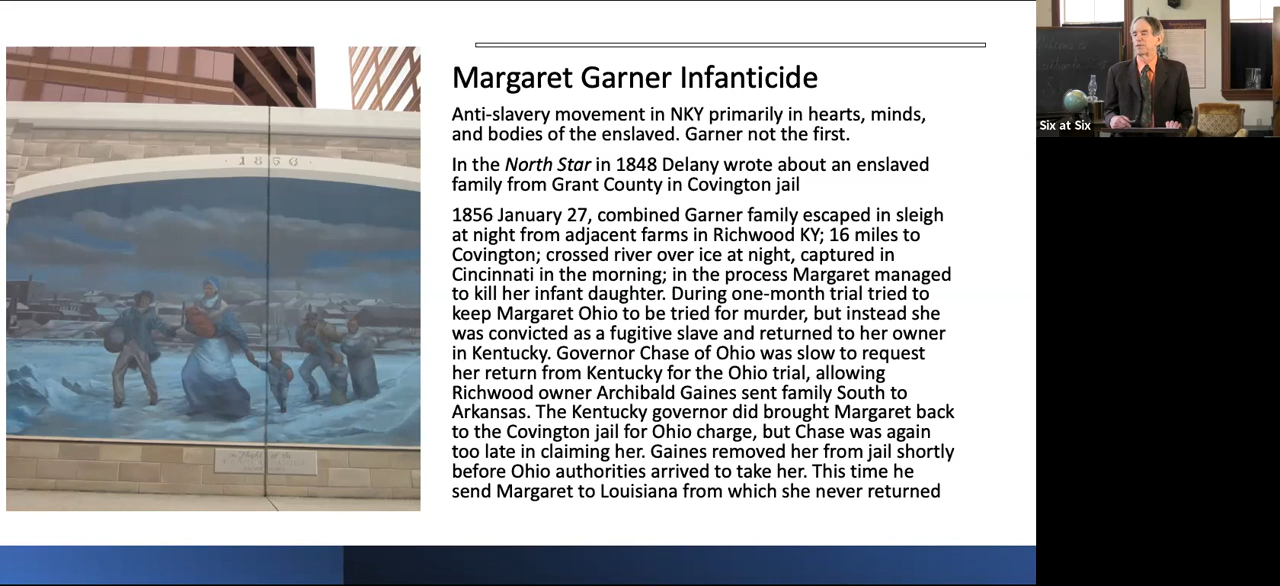 1856
Margaret Garner Infanticide
Anti-slavery movement in NKY primarily in hearts, minds,
and bodies of the enslaved. Garner not the first.
In the North Star in 1848 Delany wrote about an enslaved
family from Grant County in Covington jail
1856 January 27, combined Garner family escaped in sleigh
at night from adjacent farms in Richwood KY; 16 miles to
Covington; crossed river over ice at night, captured in
Cincinnati in the morning; in the process Margaret managed
to kill her infant daughter. During one-month trial tried to
keep Margaret Ohio to be tried for murder, but instead she
was convicted as a fugitive slave and returned to her owner
in Kentucky. Governor Chase of Ohio was slow to request
her return from Kentucky for the Ohio trial, allowing
Richwood owner Archibald Gaines sent family South to
Arkansas. The Kentucky governor did brought Margaret back
to the Covington jail for Ohio charge, but Chase was again
too late in claiming her. Gaines removed her from jail shortly
before Ohio authorities arrived to take her. This time he
send Margaret to Louisiana from which she never returned
Six at Six